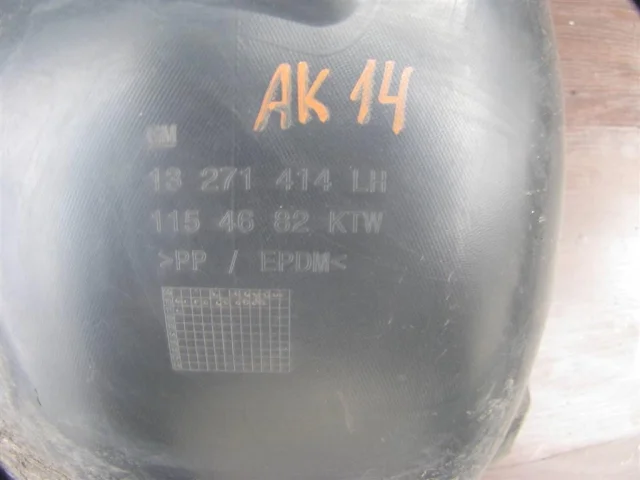 AK 14
GM
13 271 414 LH
115 46 82 KTW
>PP / EPDM<